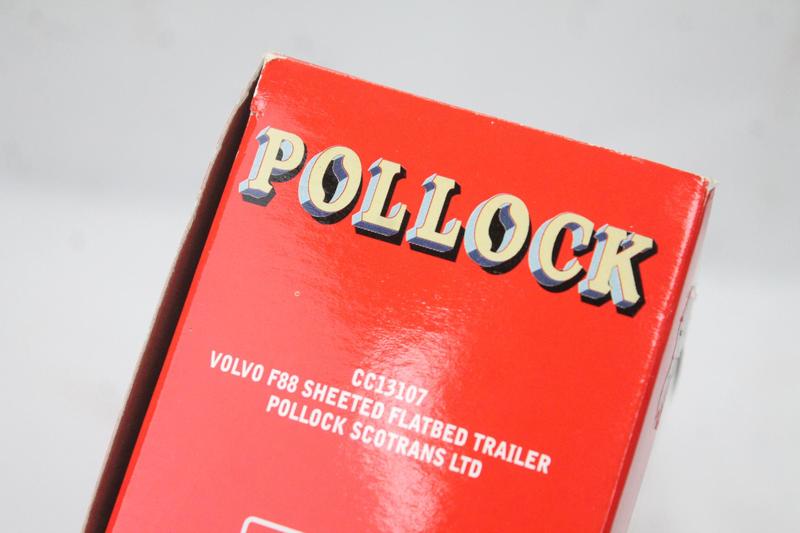 POLLOCK
CC13107
VOLVO F88 SHEETED FLATBED TRAILER
POLLOCK SCOTRANS LTD